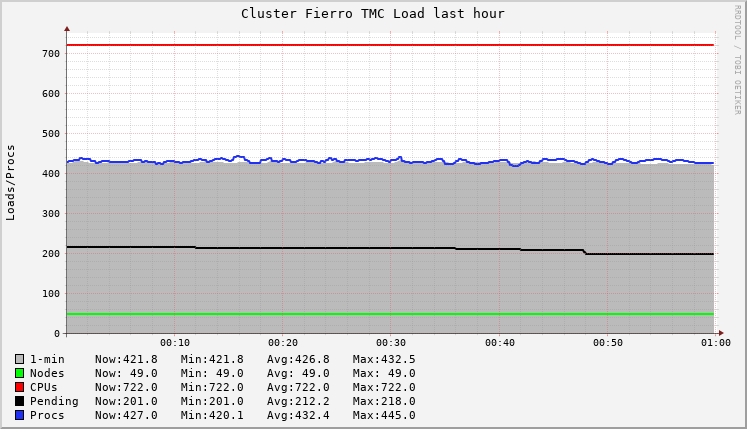 Cluster Fierro TMC Load last hour
RRDTOOL / TOBI OETIKER
Loads/Procs
700
600
500
400
300
200
100
0
00:10 00:20 00:30 00:40 00:50 01:00
1-min Now:421.8 Min:421.8 Avg:426.8 Max:432.5
Nodes Now: 49.0 Min: 49.0 Avg: 49.0 Max: 49.0
CPUs Now:722.0 Min:722.0 Avg:722.0 Max:722.0
Pending Now:201.0 Min:201.0 Avg:212.2 Max:218.0
Procs Now:427.0 Min:420.1 Avg:432.4 Max:445.0